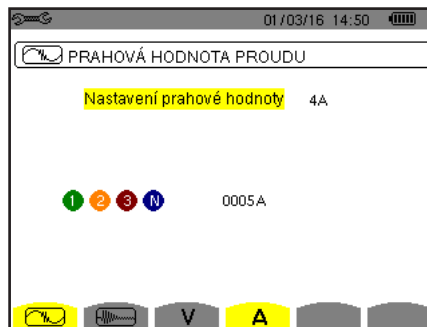 01/03/16 14:50
PRAHOVÁ HODNOTA PROUDU
Nastavení prahové hodnoty 4A
1 2 3 N 0005A
V A